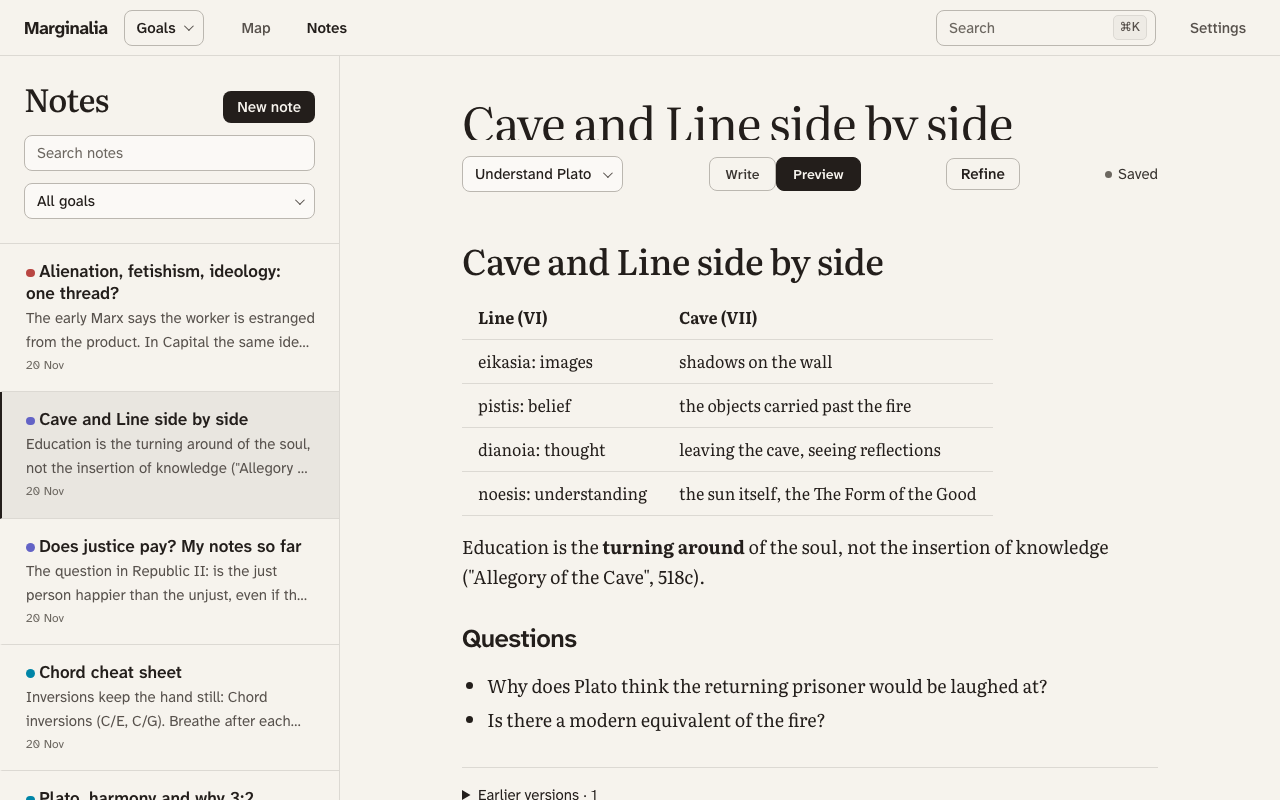 Marginalia
Goals
Map
Notes
Search
⌘K
Settings
Notes
New note
Search notes
All goals
Alienation, fetishism, ideology:
one thread?
The early Marx says the worker is estranged
from the product. In Capital the same ide...
20 Nov
Cave and Line side by side
Education is the turning around of the soul,
not the insertion of knowledge ("Allegory ...
20 Nov
Does justice pay? My notes so far
The question in Republic II: is the just
person happier than the unjust, even if th...
20 Nov
Chord cheat sheet
Inversions keep the hand still: Chord
inversions (C/E, C/G). Breathe after each...
20 Nov
Plato, harmony and why 3:2
Cave and Line side by side
Understand Plato
Write
Preview
Refine
Saved
Cave and Line side by side
Line (VI) Cave (VII)
eikasia: images shadows on the wall
pistis: belief the objects carried past the fire
dianoia: thought leaving the cave, seeing reflections
noesis: understanding the sun itself, the The Form of the Good
Education is the turning around of the soul, not the insertion of knowledge
("Allegory of the Cave", 518c).
Questions
• Why does Plato think the returning prisoner would be laughed at?
• Is there a modern equivalent of the fire?
Earlier versions · 1